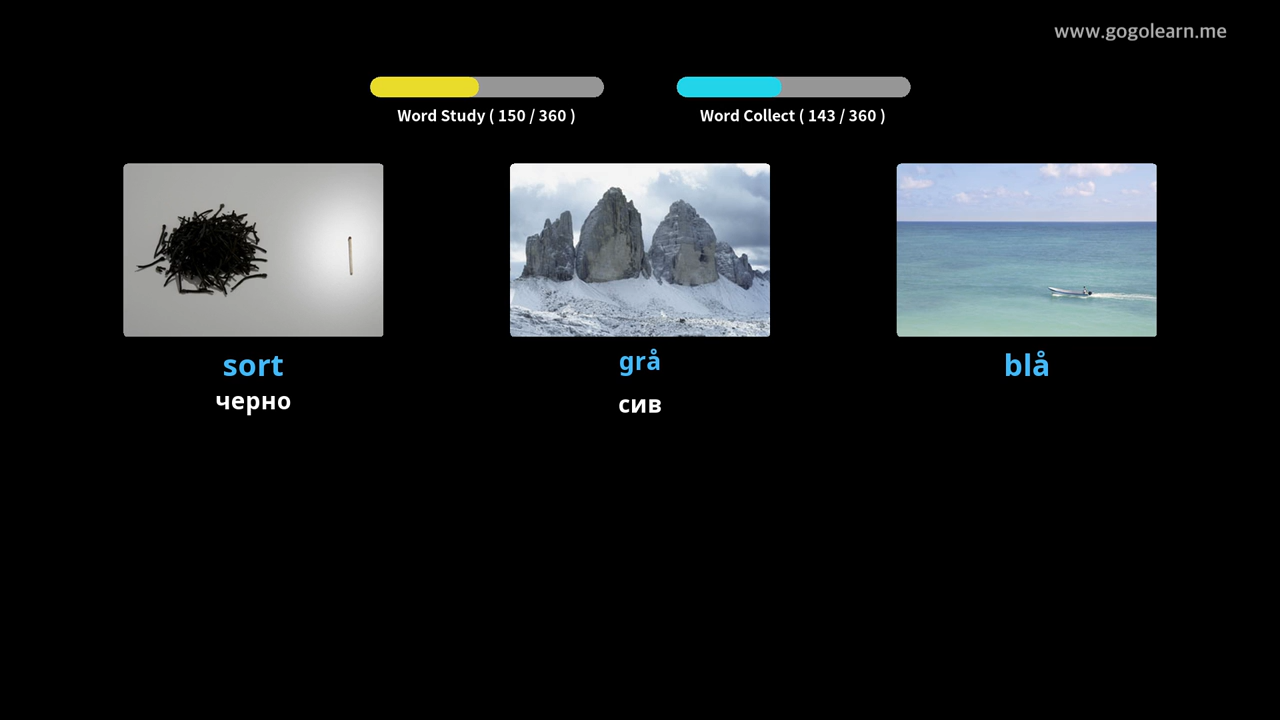 www.gogolearn.me
Word Study ( 150 / 360 )
Word Collect ( 143 / 360 )
sort
черно
grå
сив
blå